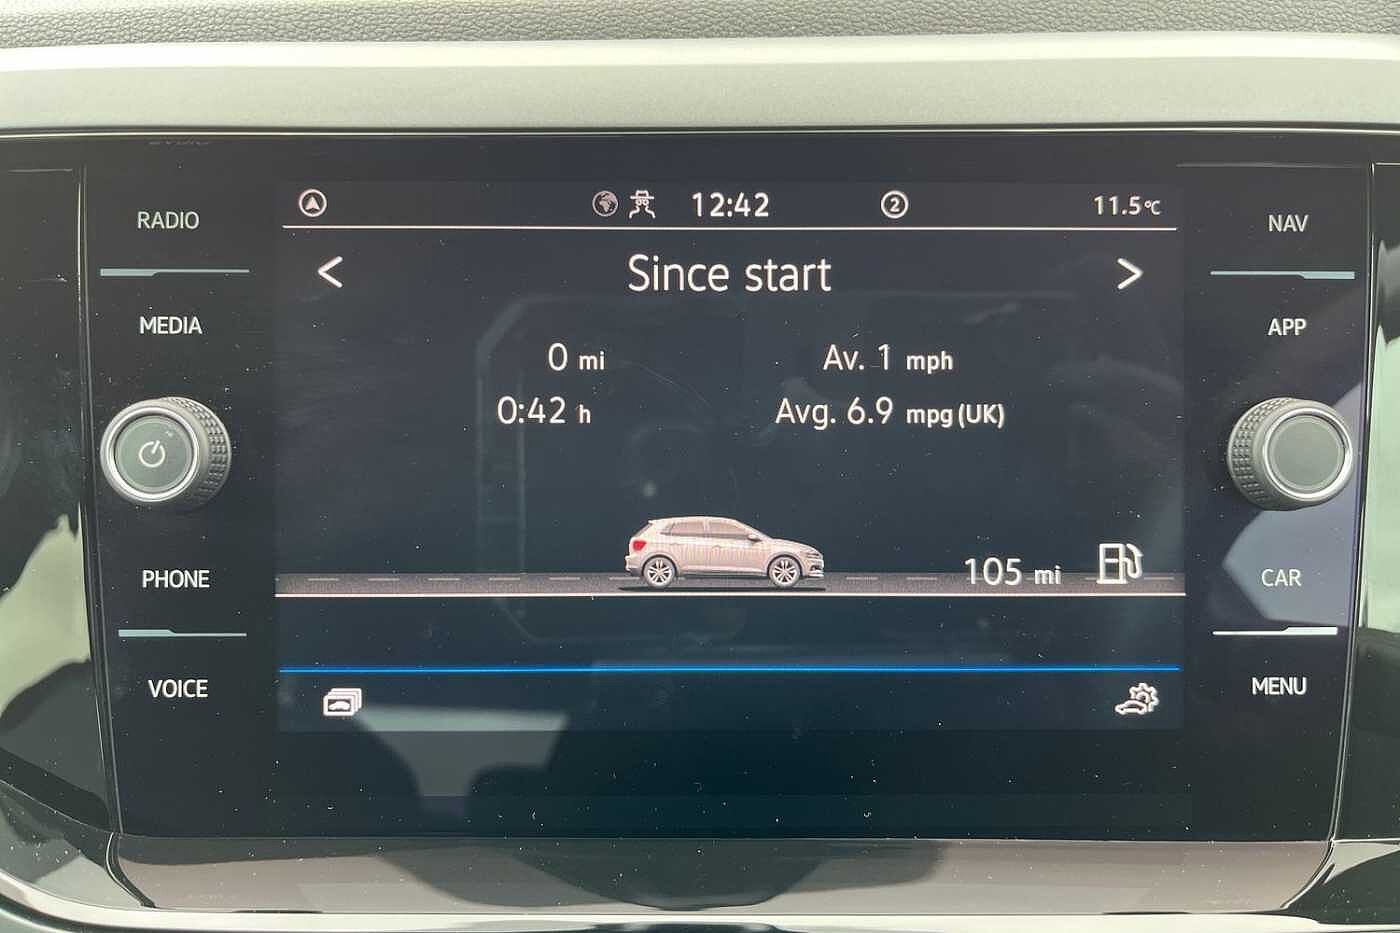 RADIO
MEDIA
PHONE
VOICE
12:42
2
11.5°C
< Since start >
0 mi
Av. 1 mph
0:42 h
Avg. 6.9 mpg (UK)
105 mi
NAV
APP
CAR
MENU